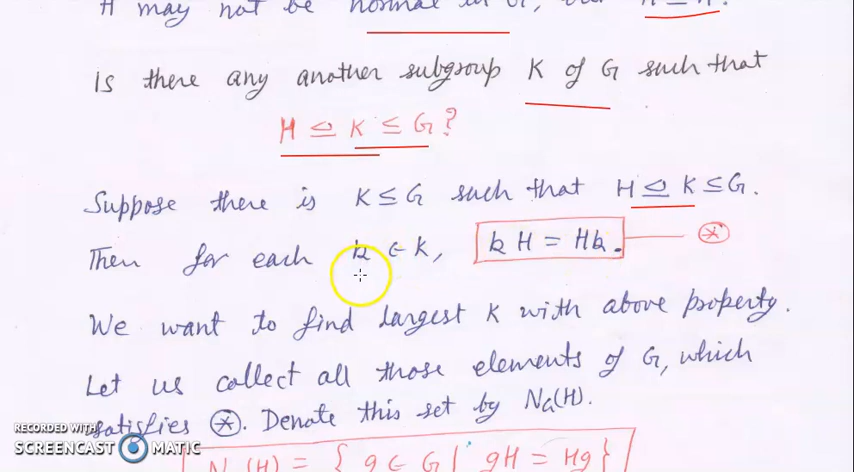 H may not be normal in G, but H ⊴ H.
Is there any another subgroup K of G such that
H ⊴ K ≤ G?
Suppose there is K ≤ G such that H ⊴ K ≤ G.
Then for each k ∈ K, kH = Hk. ⊛
We want to find largest K with above property.
Let us collect all those elements of G, which
satisfies ⊛. Denote this set by N_G(H).
N_G(H) = { g ∈ G | gH = Hg}
RECORDED WITH
SCREENCAST MATIC